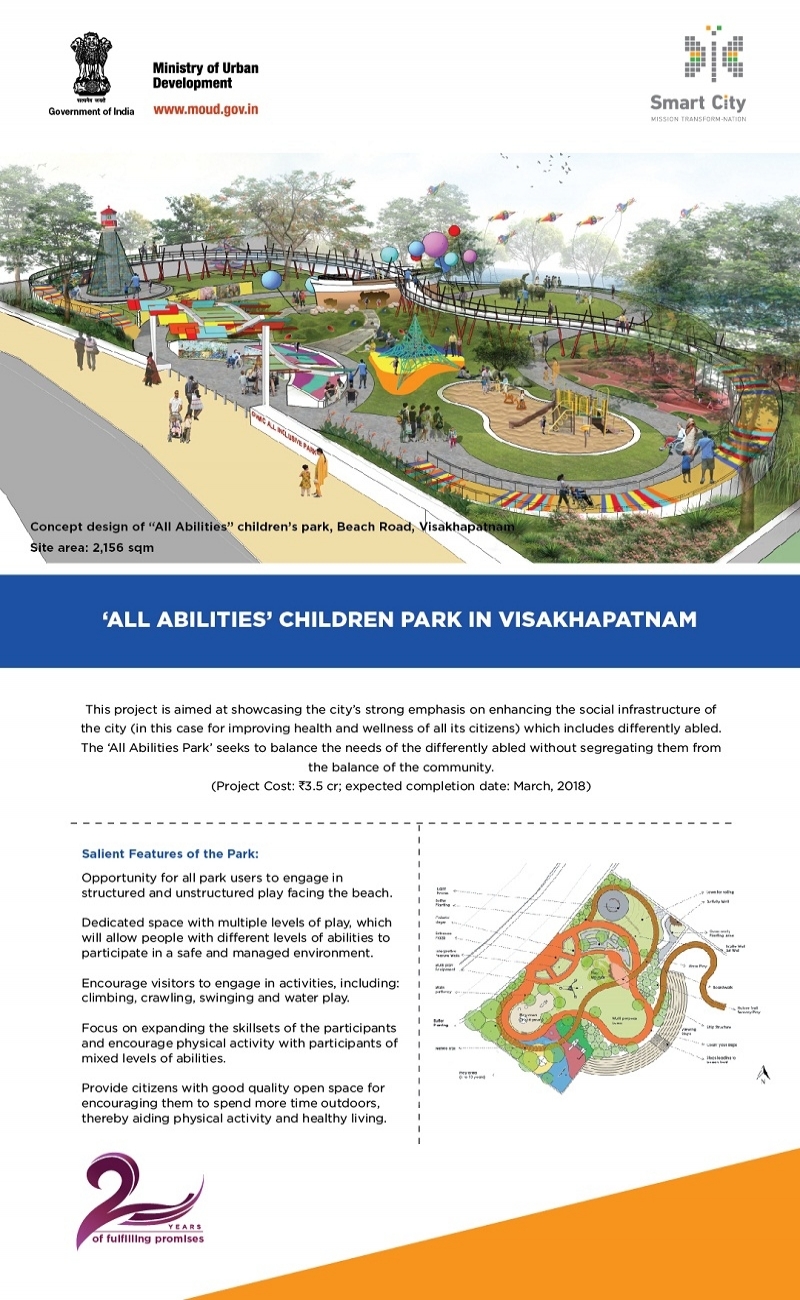 सत्यमेव जयते
Government of India
Ministry of Urban
Development
www.moud.gov.in
Smart City
MISSION TRANSFORM-NATION
GVMC ALL INCLUSIVE PARK
Concept design of “All Abilities” children’s park, Beach Road, Visakhapatnam
Site area: 2,156 sqm
‘ALL ABILITIES’ CHILDREN PARK IN VISAKHAPATNAM
This project is aimed at showcasing the city’s strong emphasis on enhancing the social infrastructure of
the city (in this case for improving health and wellness of all its citizens) which includes differently abled.
The ‘All Abilities Park’ seeks to balance the needs of the differently abled without segregating them from
the balance of the community.
(Project Cost: ₹3.5 cr; expected completion date: March, 2018)
Salient Features of the Park:
Opportunity for all park users to engage in
structured and unstructured play facing the beach.
Dedicated space with multiple levels of play, which
will allow people with different levels of abilities to
participate in a safe and managed environment.
Encourage visitors to engage in activities, including:
climbing, crawling, swinging and water play.
Focus on expanding the skillsets of the participants
and encourage physical activity with participants of
mixed levels of abilities.
Provide citizens with good quality open space for
encouraging them to spend more time outdoors,
thereby aiding physical activity and healthy living.
Buffer
Planting
Boardwalk
N
2
YEARS
of fulfilling promises